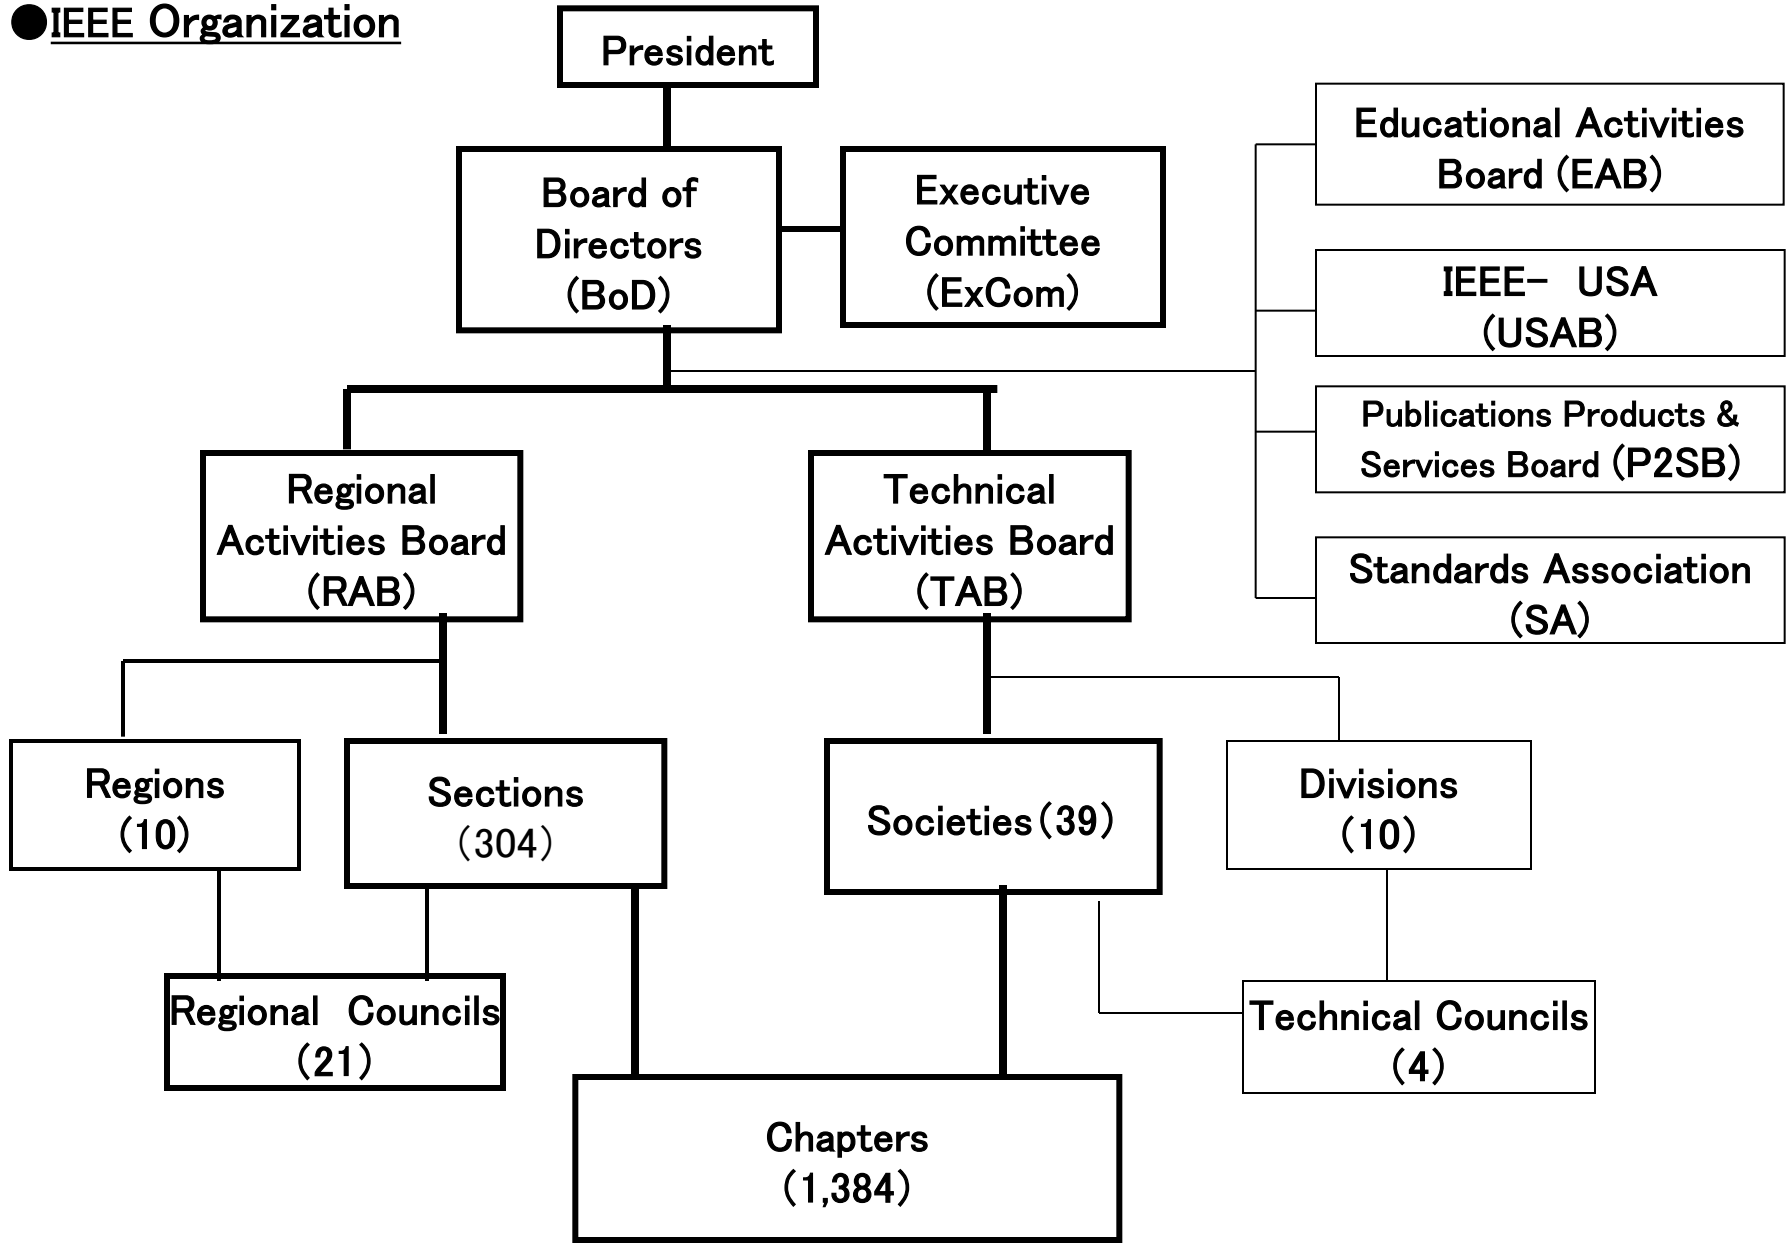 ●IEEE Organization
President
Board of
Directors
(BoD)
Executive
Committee
(ExCom)
Educational Activities
Board (EAB)
IEEE- USA
(USAB)
Publications Products &
Services Board (P2SB)
Standards Association
(SA)
Regional
Activities Board
(RAB)
Technical
Activities Board
(TAB)
Regions
(10)
Sections
(304)
Societies(39)
Divisions
(10)
Regional Councils
(21)
Technical Councils
(4)
Chapters
(1,384)